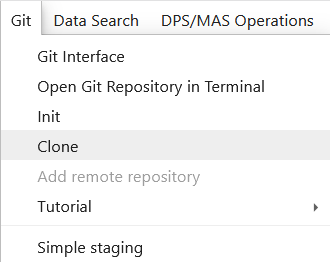 Git Data Search DPS/MAS Operations
Git Interface
Open Git Repository in Terminal
Init
Clone
Add remote repository
Tutorial
Simple staging